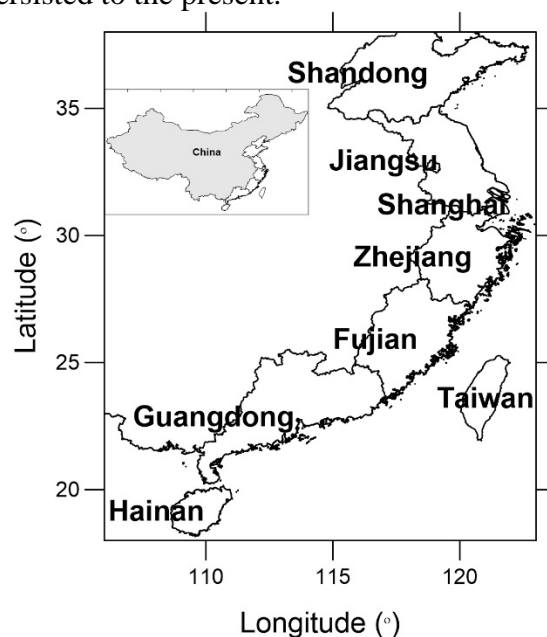 ersisted to the present.
Shandong
35
China
Jiangsu
Shanghai
30
Zhejiang
Fujian
25
Taiwan
Guangdong
20
Hainan
110 115 120
Latitude (°)
Longitude (°)